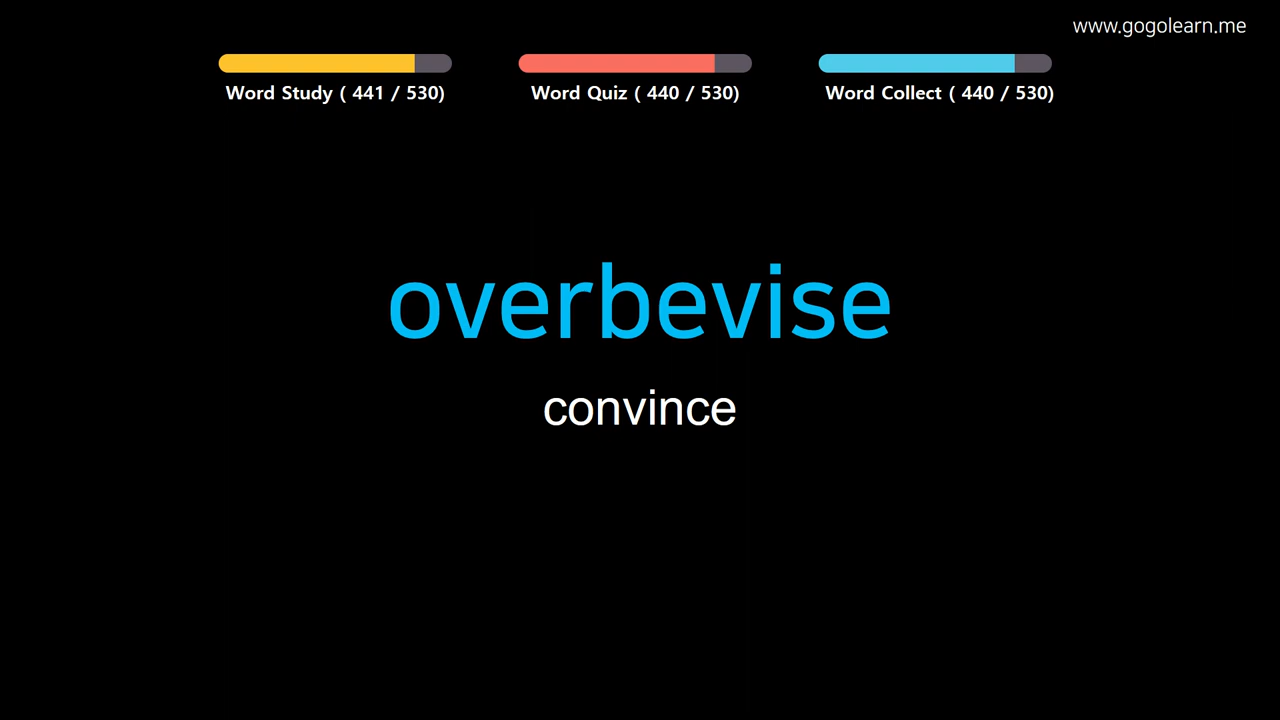 www.gogolearn.me
Word Study ( 441 / 530)
Word Quiz ( 440 / 530)
Word Collect ( 440 / 530)
overbevise
convince